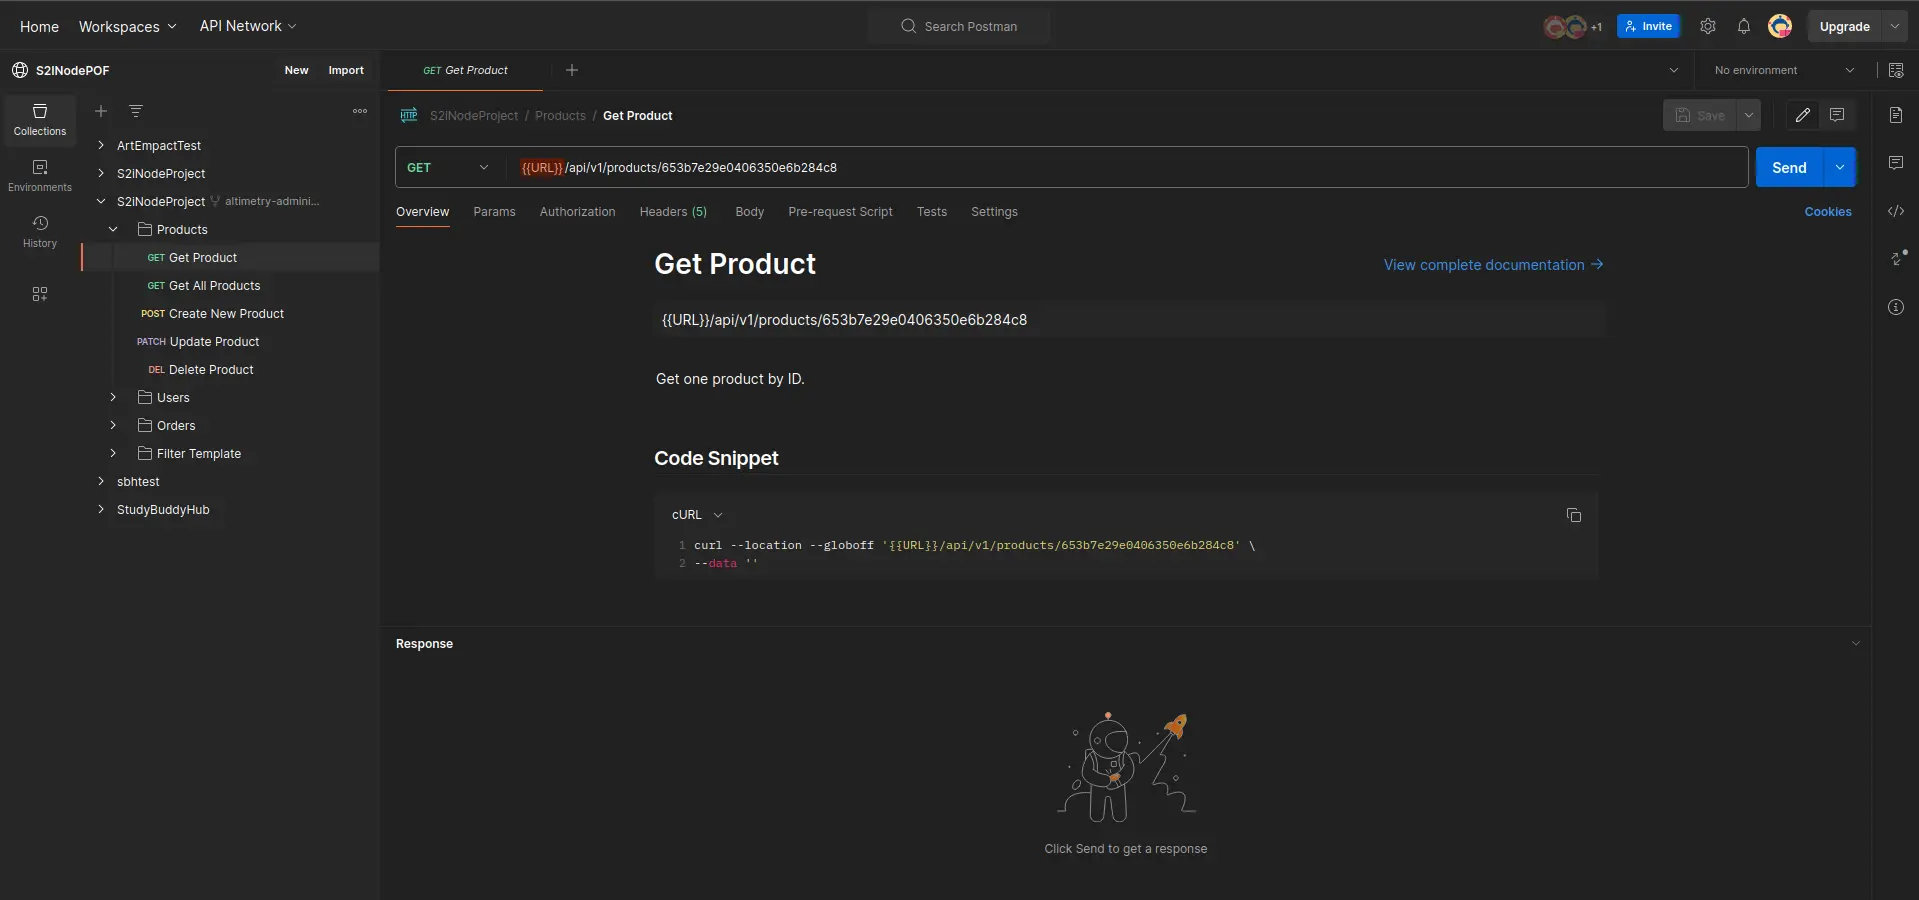 Home Workspaces API Network Search Postman +1 Invite Upgrade
S2INodePOF New Import GET Get Product No environment
Collections
Environments
History
ArtEmpactTest
S2iNodeProject
S2iNodeProject altimetry-admini...
Products
GET Get Product
GET Get All Products
POST Create New Product
PATCH Update Product
DEL Delete Product
Users
Orders
Filter Template
sbhtest
StudyBuddyHub
HTTP S2iNodeProject / Products / Get Product Save
GET {{URL}}/api/v1/products/653b7e29e0406350e6b284c8 Send
Overview Params Authorization Headers (5) Body Pre-request Script Tests Settings Cookies
Get Product View complete documentation →
{{URL}}/api/v1/products/653b7e29e0406350e6b284c8
Get one product by ID.
Code Snippet
cURL
1 curl --location --globoff '{{URL}}/api/v1/products/653b7e29e0406350e6b284c8' \
2 --data ''
Response
Click Send to get a response